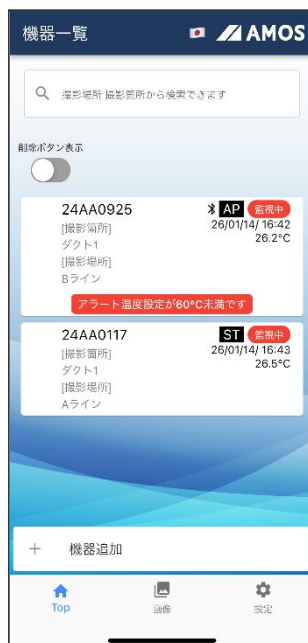 機器一覧
AMOS
撮影場所 撮影箇所から検索できます
削除ボタン表示
24AA0925
AP 監視中
[撮影箇所]
26/01/14/ 16:42
ダクト1
26.2°C
[撮影場所]
Bライン
アラート温度設定が60°C未満です
24AA0117
ST 監視中
[撮影箇所]
26/01/14/ 16:43
ダクト1
26.5°C
[撮影場所]
Aライン
+ 機器追加
Top
画像
設定